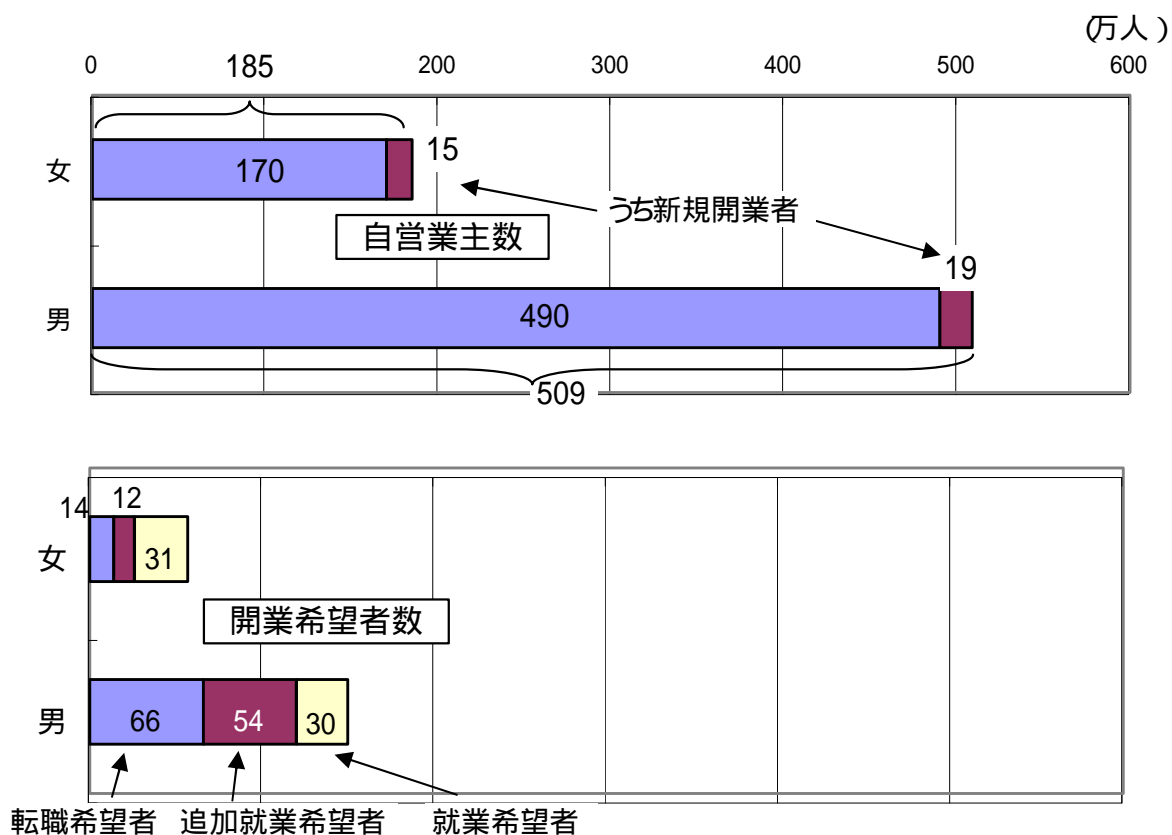 (万人)
0 185 200 300 400 500 600
女 170 15
うち新規開業者
自営業主数
19
男 490
509
14 12
女 31
開業希望者数
男 66 54 30
転職希望者 追加就業希望者 就業希望者